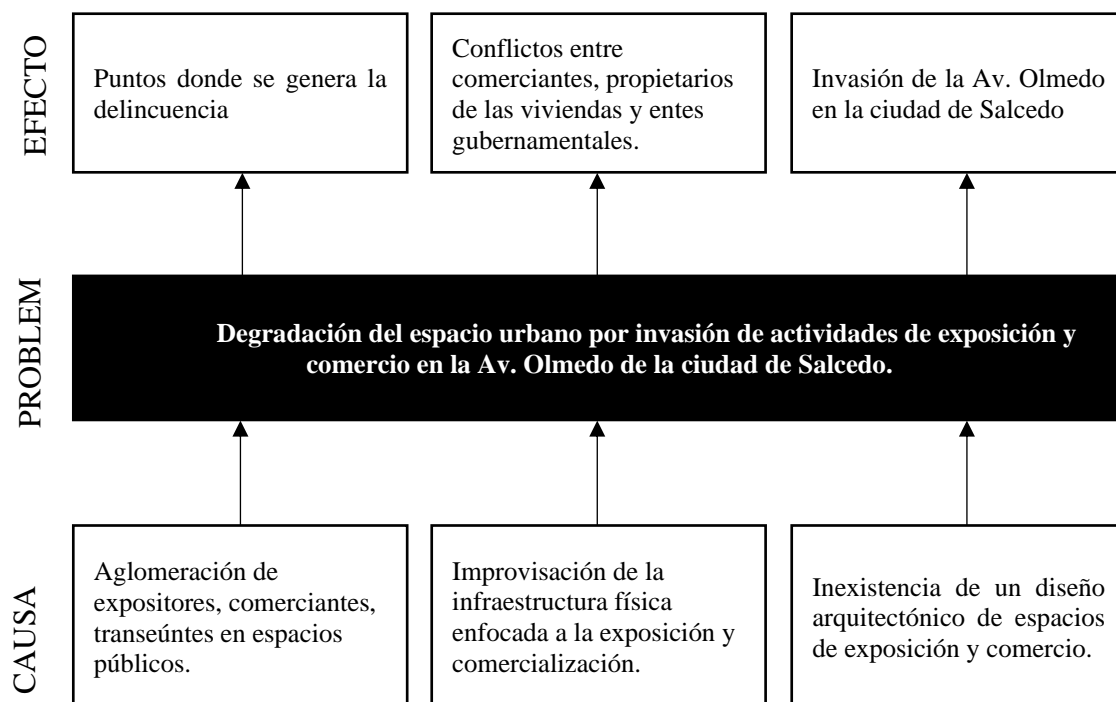 EFECTO
Puntos donde se genera la
delincuencia
Conflictos entre
comerciantes, propietarios
de las viviendas y entes
gubernamentales.
Invasión de la Av. Olmedo
en la ciudad de Salcedo
PROBLEM
Degradación del espacio urbano por invasión de actividades de exposición y
comercio en la Av. Olmedo de la ciudad de Salcedo.
CAUSA
Aglomeración de
expositores, comerciantes,
transeúntes en espacios
públicos.
Improvisación de la
infraestructura física
enfocada a la exposición y
comercialización.
Inexistencia de un diseño
arquitectónico de espacios
de exposición y comercio.